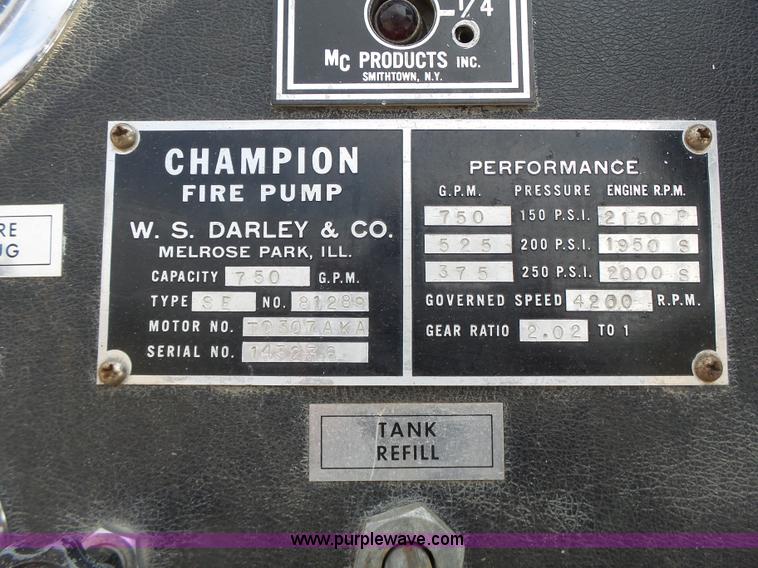 1/4
MC PRODUCTS INC.
SMITHTOWN, N.Y.
CHAMPION
FIRE PUMP
W. S. DARLEY & CO.
MELROSE PARK, ILL.
CAPACITY 750 G.P.M.
TYPE SE NO. 81289
MOTOR NO. TD307AKA
SERIAL NO.
PERFORMANCE
G.P.M. PRESSURE ENGINE R.P.M.
750 150 P.S.I. 2150 P
525 200 P.S.I. 1950 S
375 250 P.S.I. 2000 S
GOVERNED SPEED 4200 R.P.M.
GEAR RATIO 2.02 TO 1
RE
UG
TANK
REFILL
www.purplewave.com